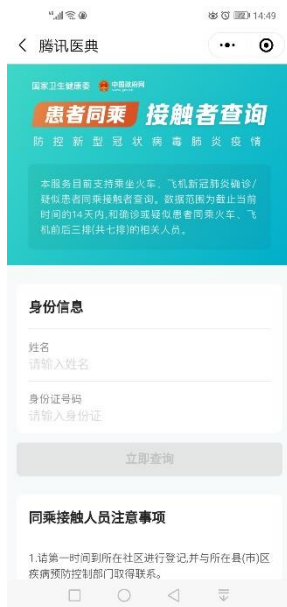 14:49
腾讯医典
国家卫生健康委 中国政府网
患者同乘 接触者查询
防控新型冠状病毒肺炎疫情
本服务目前支持乘坐火车、飞机新冠肺炎确诊/
疑似患者同乘接触者查询。数据范围为截止当前
时间的14天内,和确诊或疑似患者同乘火车、飞
机前后三排(共七排)的相关人员。
身份信息
姓名
请输入姓名
身份证号码
请输入身份证
立即查询
同乘接触人员注意事项
1.请第一时间到所在社区进行登记,并与所在县(市)区
疾病预防控制部门取得联系。